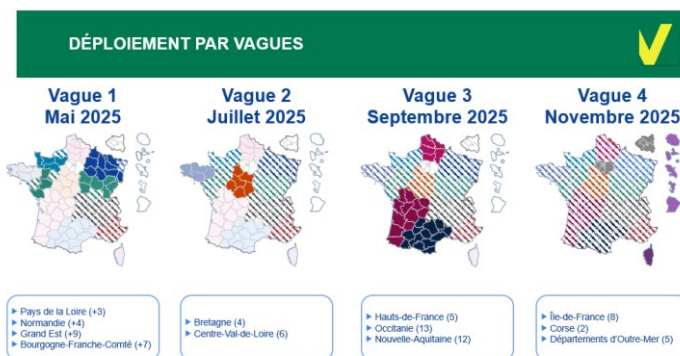 DÉPLOIEMENT PAR VAGUES
Vague 1
Mai 2025
Vague 2
Juillet 2025
Vague 3
Septembre 2025
Vague 4
Novembre 2025
Pays de la Loire (+3)
Normandie (+4)
Grand Est (+9)
Bourgogne-Franche-Comté (+7)
Bretagne (4)
Centre-Val-de-Loire (6)
Hauts-de-France (5)
Occitanie (13)
Nouvelle-Aquitaine (12)
Île-de-France (8)
Corse (2)
Départements d'Outre-Mer (5)